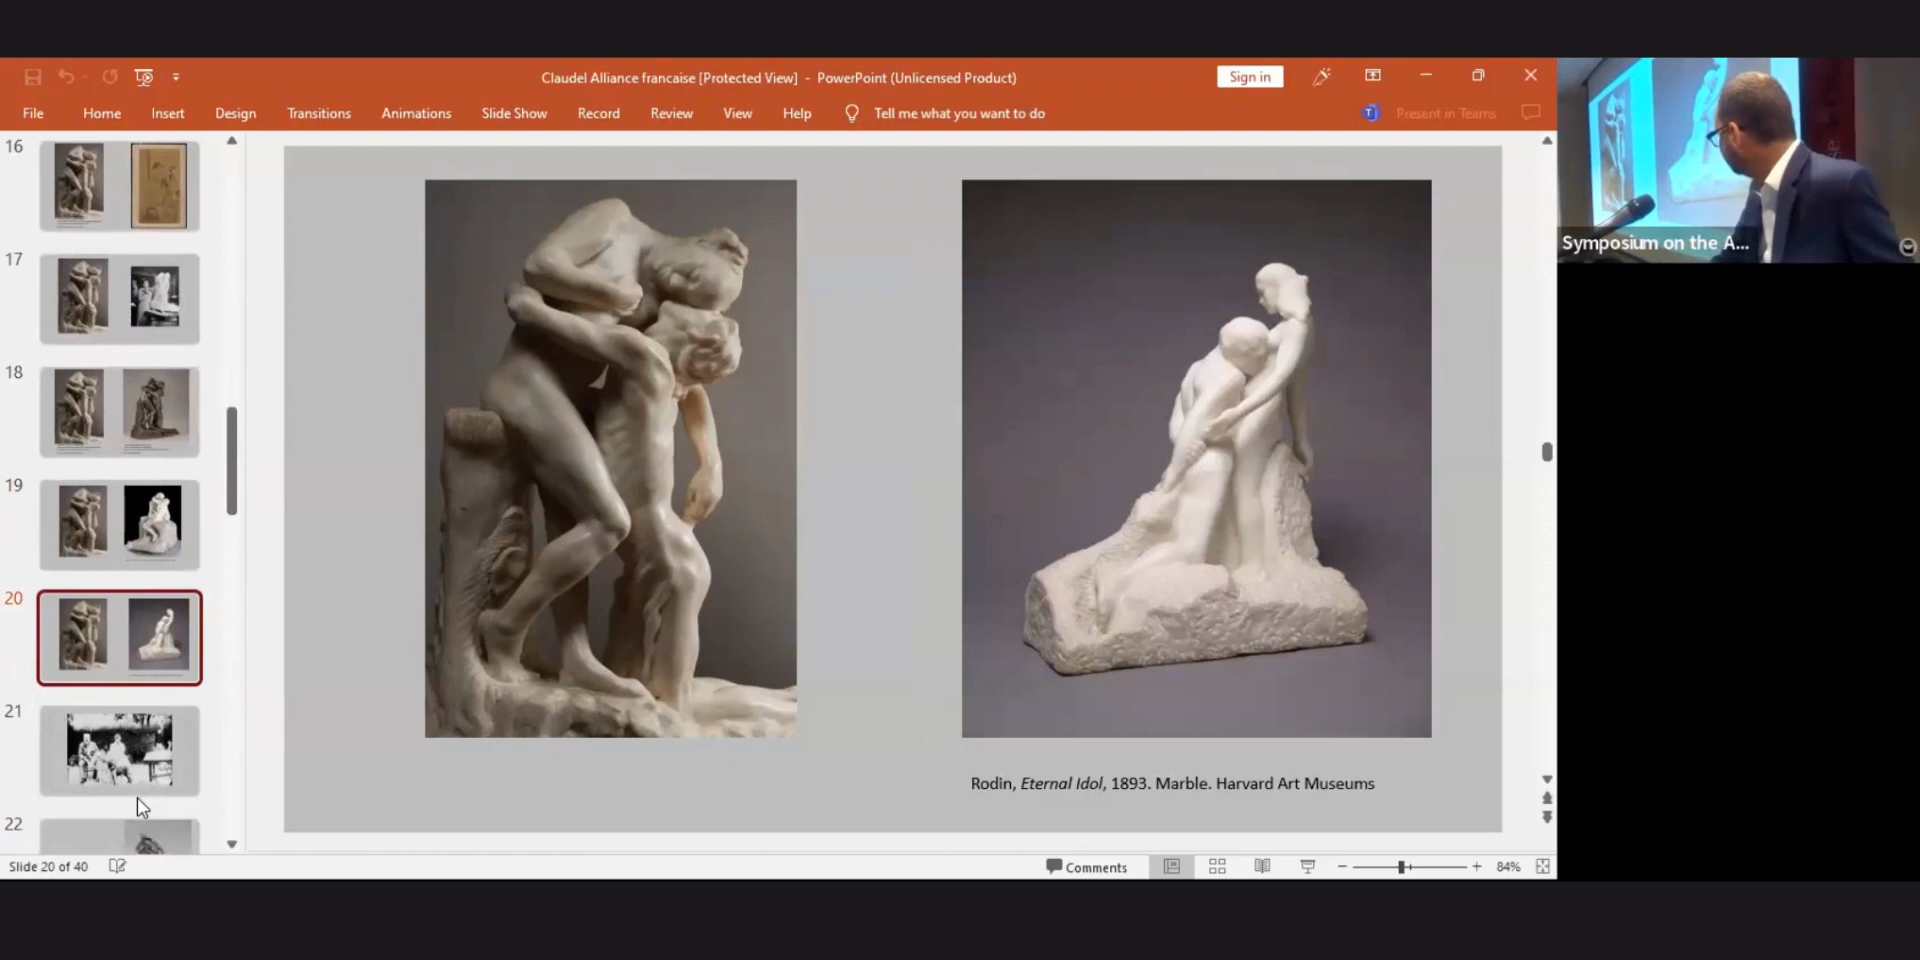 Claudel Alliance francaise [Protected View] - PowerPoint (Unlicensed Product)
Sign in
File Home Insert Design Transitions Animations Slide Show Record Review View Help Tell me what you want to do
Present in Teams
16
17
18
19
20
21
22
Rodin, Eternal Idol, 1893. Marble. Harvard Art Museums
Symposium on the A...
Slide 20 of 40
Comments
84%